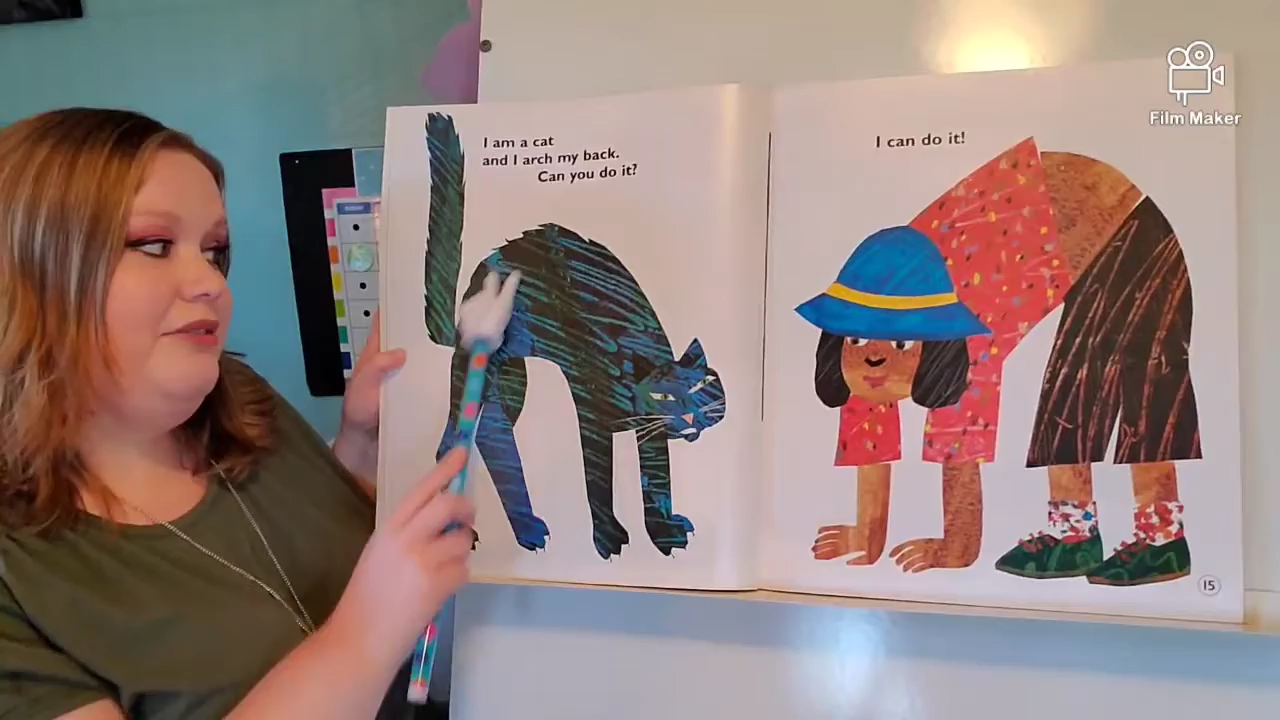 I am a cat
and I arch my back.
Can you do it?
I can do it!
15
Film Maker